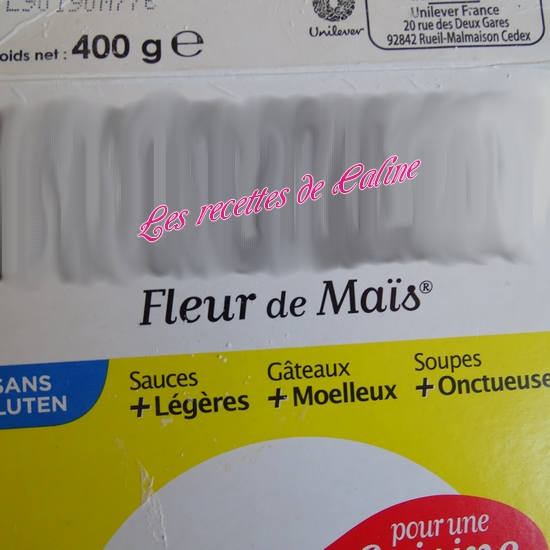 Unilever
Unilever France
20 rue des Deux Gares
92842 Rueil-Malmaison Cedex
oids net : 400 g ℮
Les recettes de Caline
Fleur de Maïs®
SANS
LUTEN
Sauces
+Légères
Gâteaux
+Moelleux
Soupes
+Onctueuse
pour une